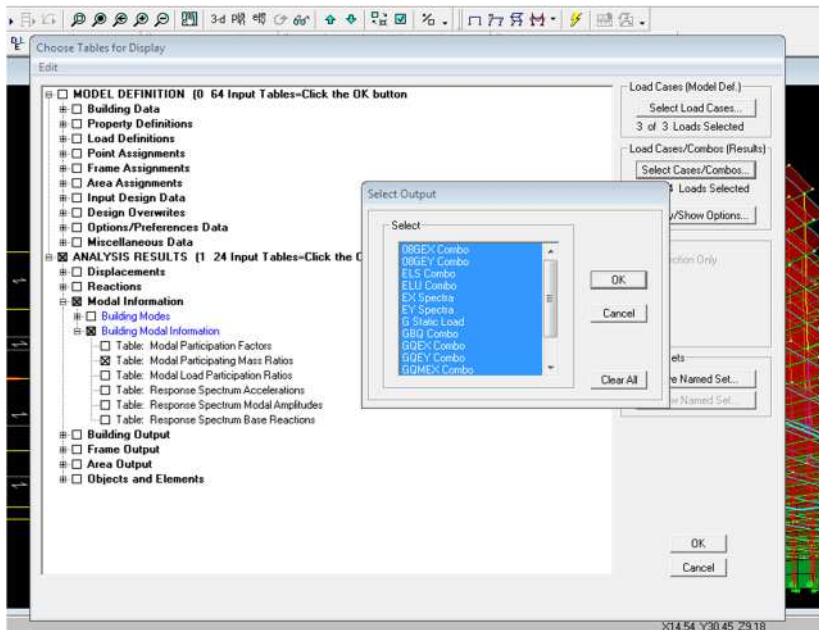 3-d
Choose Tables for Display
Edit
MODEL DEFINITION (0 64 Input Tables=Click the OK button
Building Data
Property Definitions
Load Definitions
Point Assignments
Frame Assignments
Area Assignments
Input Design Data
Design Overwrites
Options/Preferences Data
Miscellaneous Data
ANALYSIS RESULTS (1 24 Input Tables=Click the O
Displacements
Reactions
Modal Information
Building Modes
Building Modal Information
Table: Modal Participation Factors
Table: Modal Participating Mass Ratios
Table: Modal Load Participation Ratios
Table: Response Spectrum Accelerations
Table: Response Spectrum Modal Amplitudes
Table: Response Spectrum Base Reactions
Building Output
Frame Output
Area Output
Objects and Elements
Load Cases (Model Def.)
Select Load Cases...
3 of 3 Loads Selected
Load Cases/Combos (Results)
Select Cases/Combos...
4 Loads Selected
y/Show Options...
ction Only
ets
e Named Set...
w Named Set...
OK
Cancel
Select Output
Select
08GEX Combo
08GEY Combo
ELS Combo
ELU Combo
EX Spectra
EY Spectra
G Static Load
GBQ Combo
GQEX Combo
GQEY Combo
GQMEX Combo
OK
Cancel
Clear All
X14.54 Y30.45 Z9.18